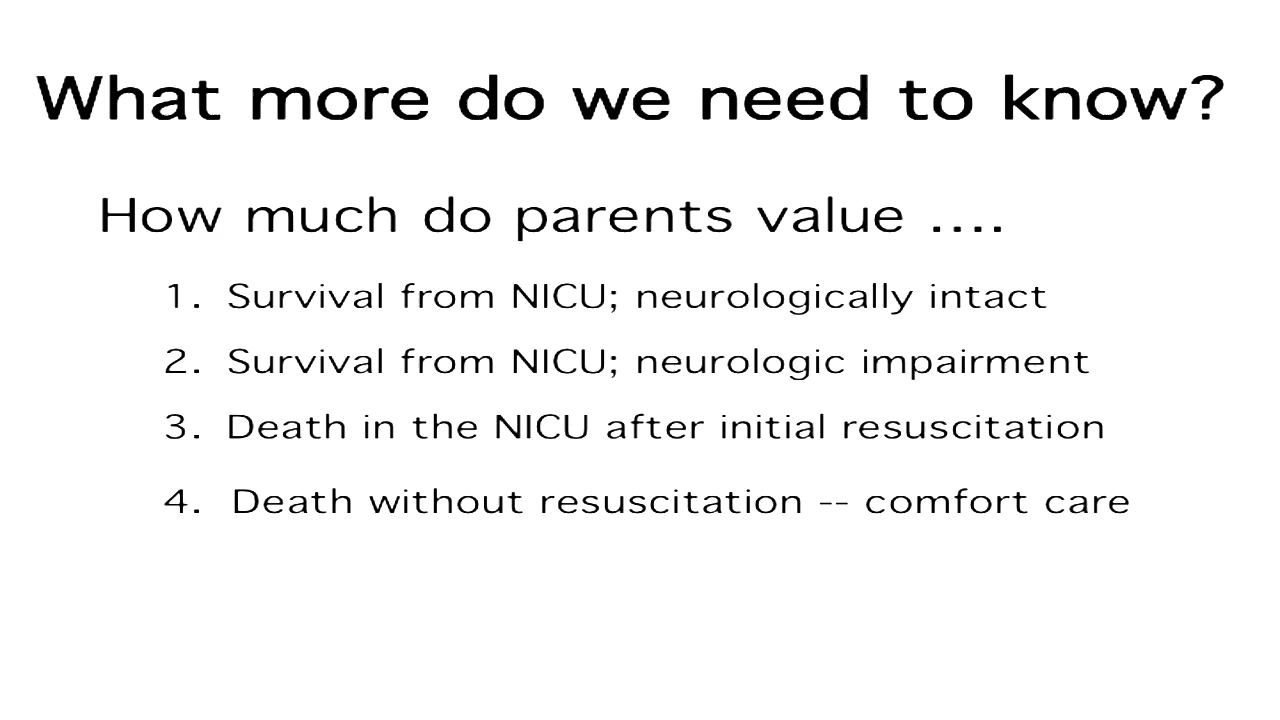 What more do we need to know?
How much do parents value ....
1. Survival from NICU; neurologically intact
2. Survival from NICU; neurologic impairment
3. Death in the NICU after initial resuscitation
4. Death without resuscitation -- comfort care